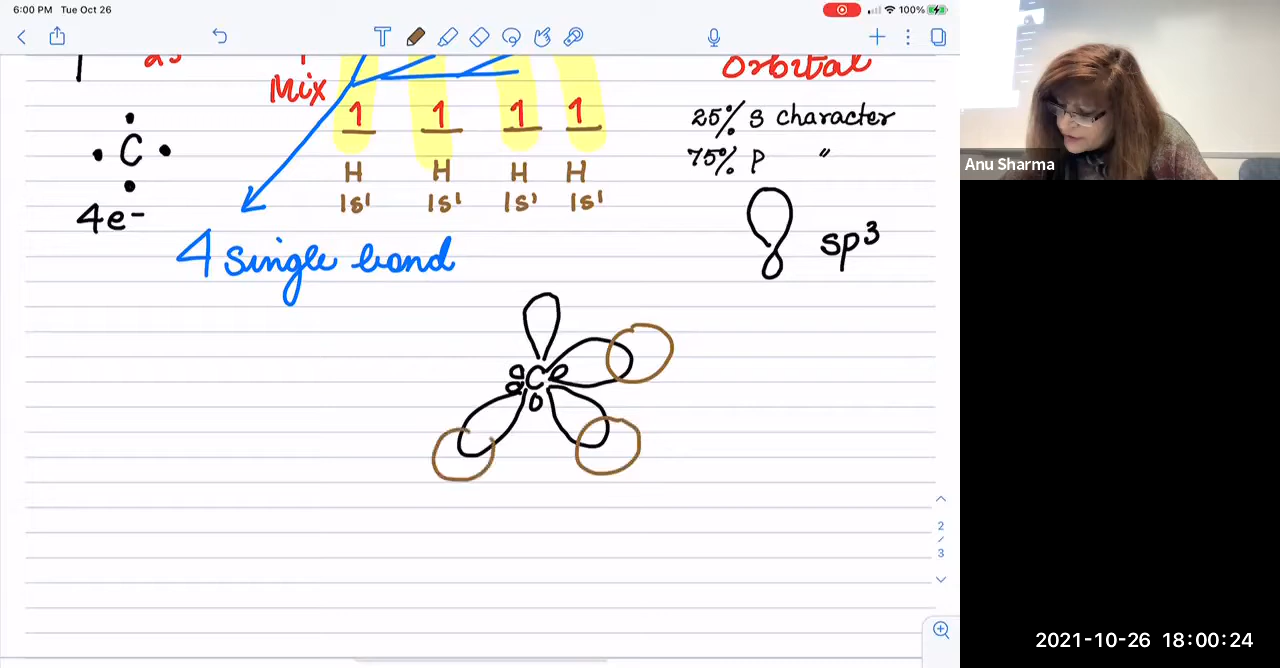 6:00 PM Tue Oct 26
100%
Mix
Orbital
1 1 1 1
H H H H
1s¹ 1s¹ 1s¹ 1s¹
25% s character
75% p "
C
4e-
4 single bond
sp³
C
2
3
Anu Sharma
2021-10-26 18:00:24